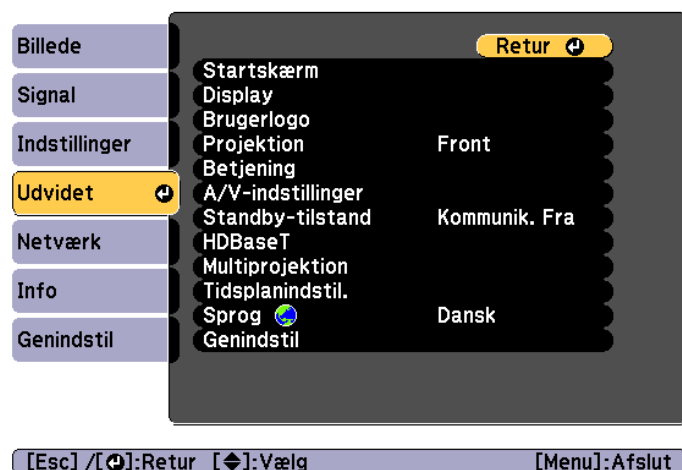 Billede
Signal
Indstillinger
Udvidet
Netværk
Info
Genindstil
Retur
Startskærm
Display
Brugerlogo
Projektion Front
Betjening
A/V-indstillinger
Standby-tilstand Kommunik. Fra
HDBaseT
Multiprojektion
Tidsplanindstil.
Sprog Dansk
Genindstil
[Esc] /[⏎]:Retur [◆]:Vælg [Menu]:Afslut